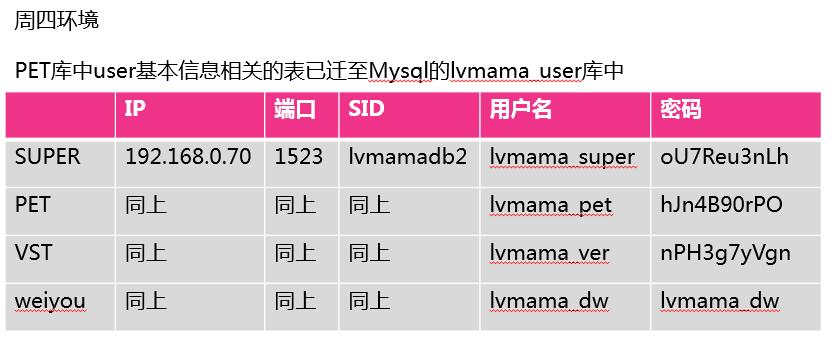 周四环境
PET库中user基本信息相关的表已迁至Mysql的lvmama_user库中
IP 端口 SID 用户名 密码
SUPER 192.168.0.70 1523 lvmamadb2 lvmama_super oU7Reu3nLh
PET 同上 同上 同上 lvmama_pet hJn4B90rPO
VST 同上 同上 同上 lvmama_ver nPH3g7yVgn
weiyou 同上 同上 同上 lvmama_dw lvmama_dw